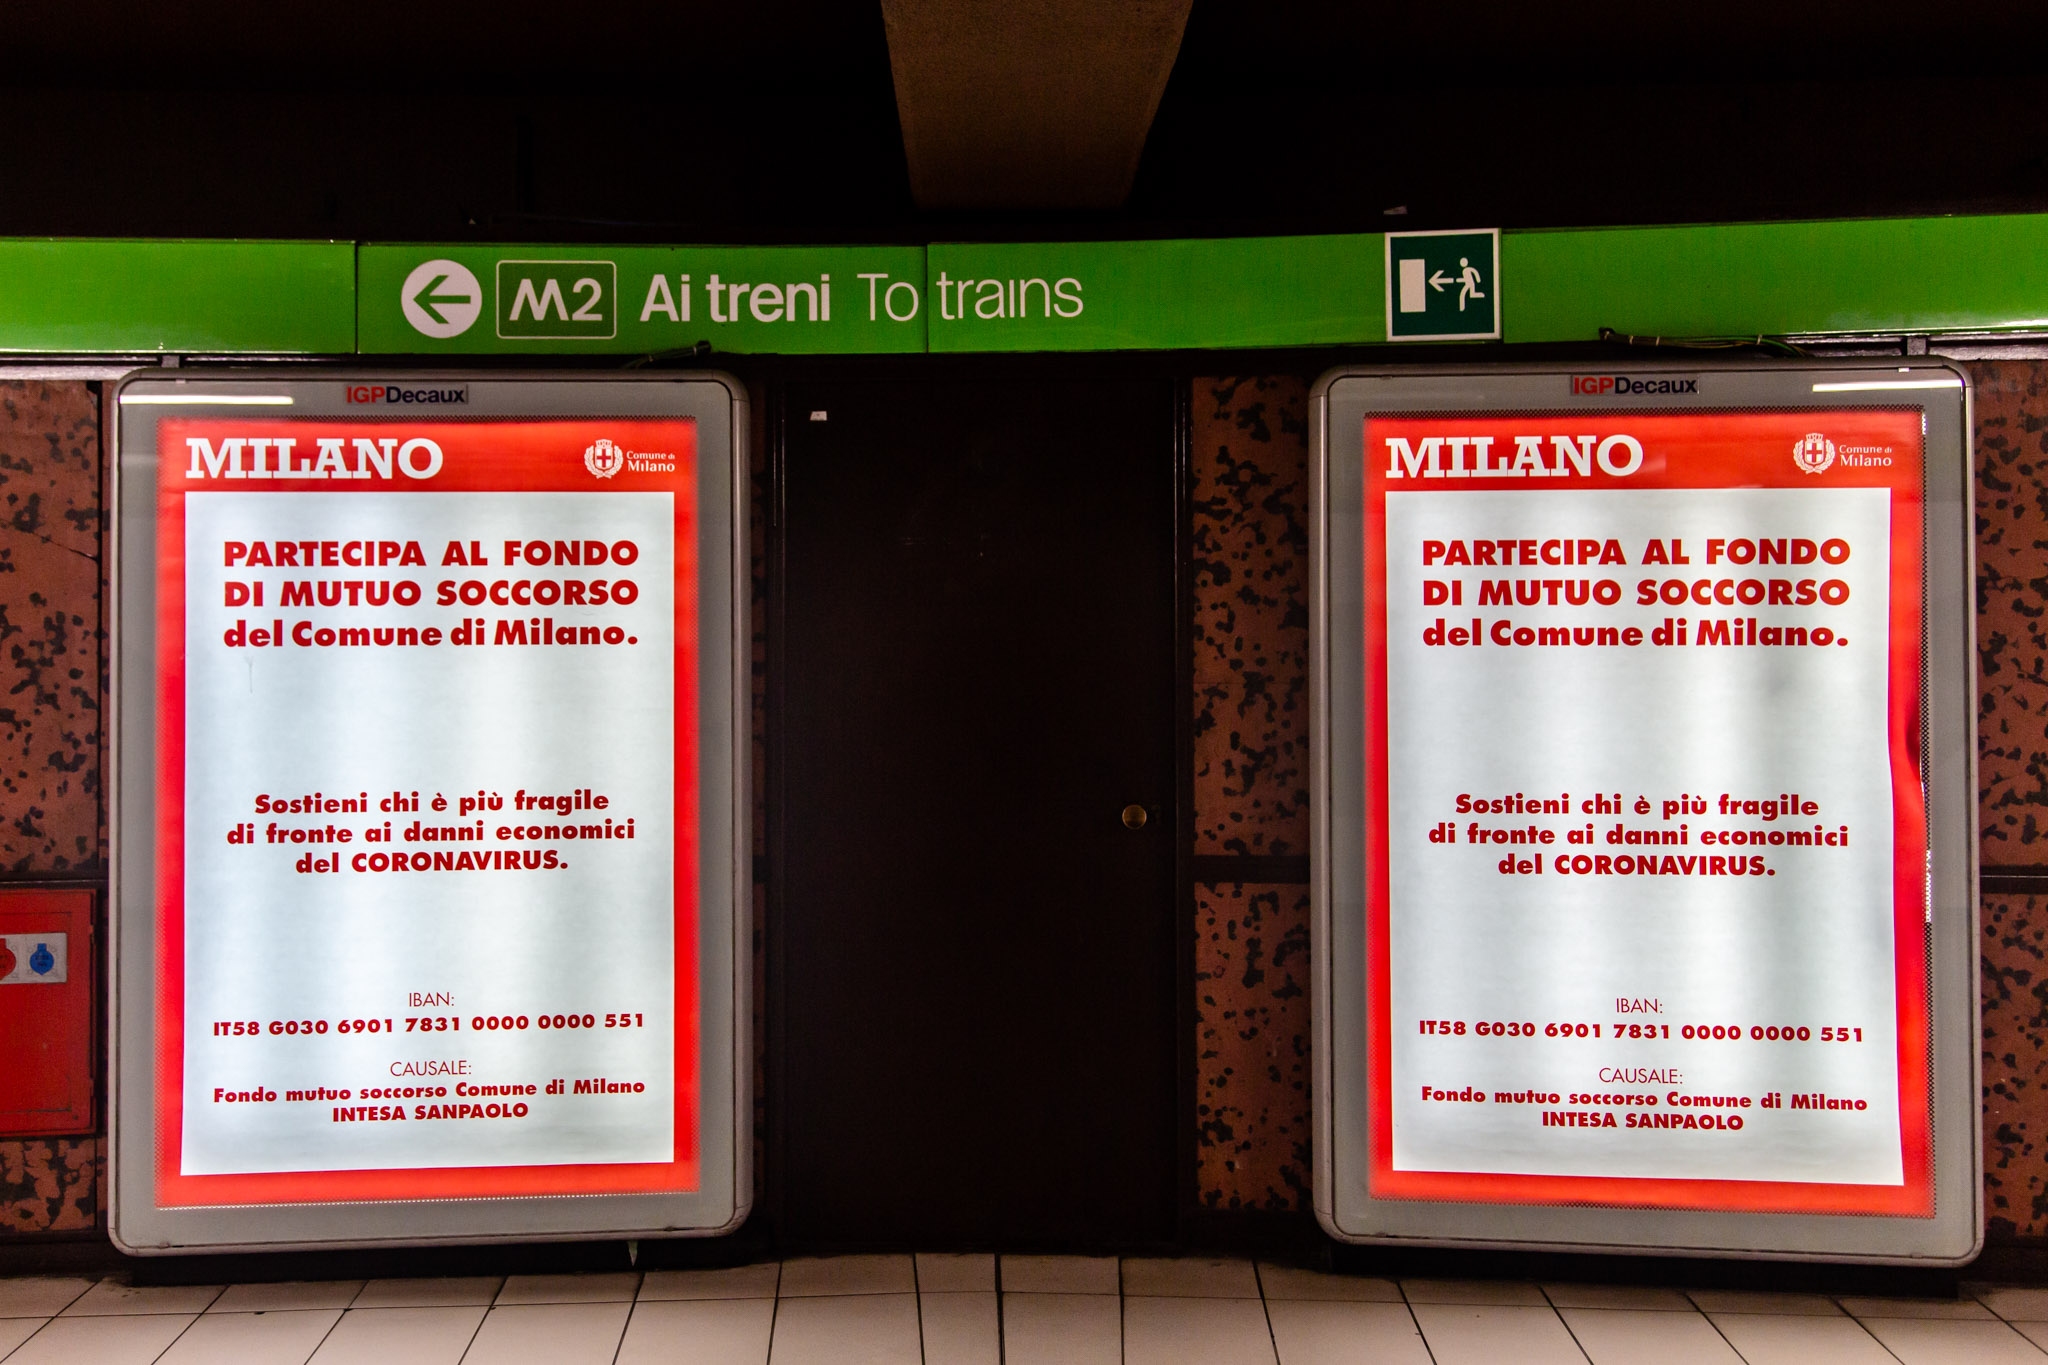 M2 Ai treni To trains
IGPDecaux
MILANO
Comune di
Milano
PARTECIPA AL FONDO
DI MUTUO SOCCORSO
del Comune di Milano.
Sostieni chi è più fragile
di fronte ai danni economici
del CORONAVIRUS.
IBAN:
IT58 G030 6901 7831 0000 0000 551
CAUSALE:
Fondo mutuo soccorso Comune di Milano
INTESA SANPAOLO
IGPDecaux
MILANO
Comune di
Milano
PARTECIPA AL FONDO
DI MUTUO SOCCORSO
del Comune di Milano.
Sostieni chi è più fragile
di fronte ai danni economici
del CORONAVIRUS.
IBAN:
IT58 G030 6901 7831 0000 0000 551
CAUSALE:
Fondo mutuo soccorso Comune di Milano
INTESA SANPAOLO